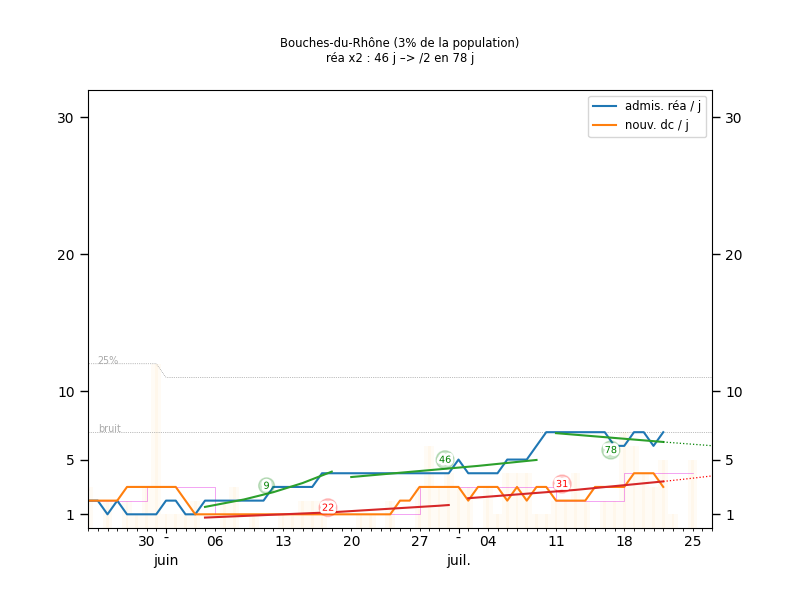 Bouches-du-Rhône (3% de la population)
réa x2 : 46 j –> /2 en 78 j
admis. réa / j
nouv. dc / j
30
30
20
20
25%
10
10
bruit
46
78
5
5
9
31
22
1
1
30 - 06 13 20 27 - 04 11 18 25
juin juil.